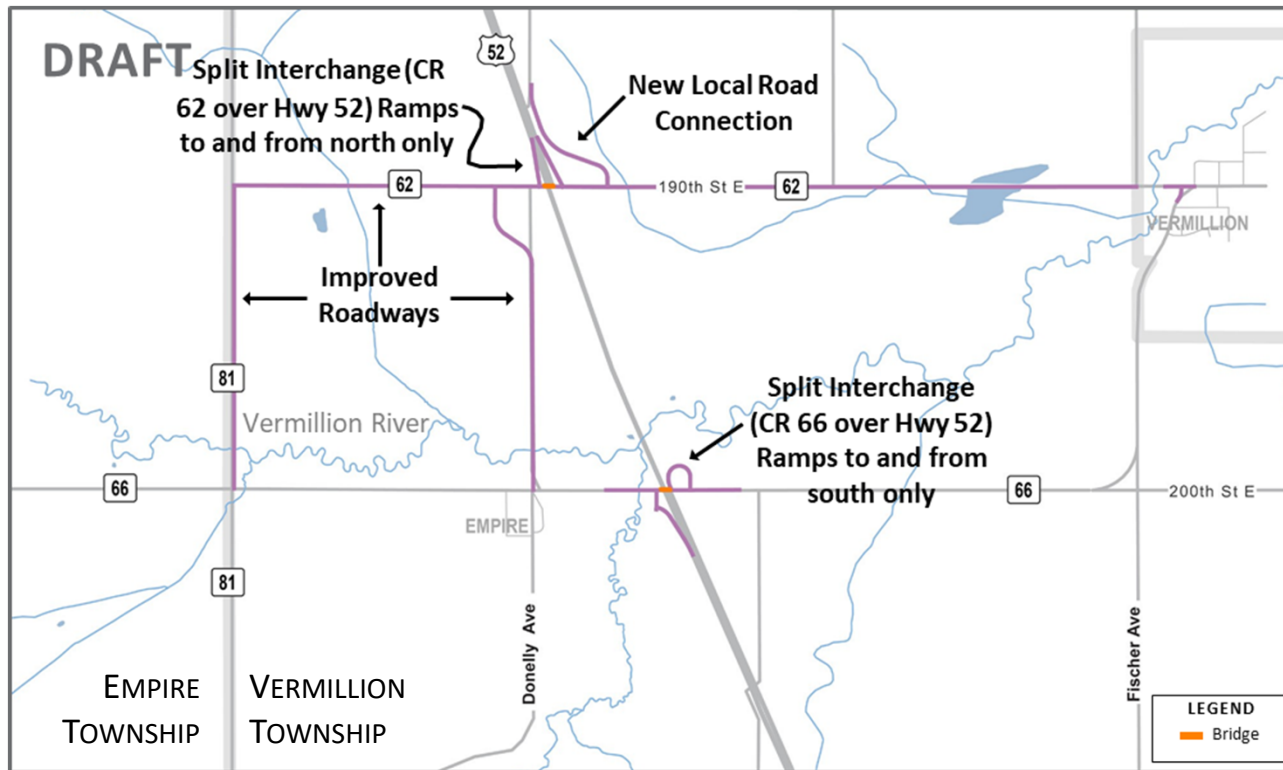 DRAFT
52
Split Interchange (CR
62 over Hwy 52) Ramps
to and from north only
New Local Road
Connection
62
190th St E
62
VERMILLION
Improved
Roadways
81
Vermillion River
Split Interchange
(CR 66 over Hwy 52)
Ramps to and from
south only
66
66
200th St E
EMPIRE
81
Donelly Ave
Fischer Ave
EMPIRE
TOWNSHIP
VERMILLION
TOWNSHIP
LEGEND
Bridge